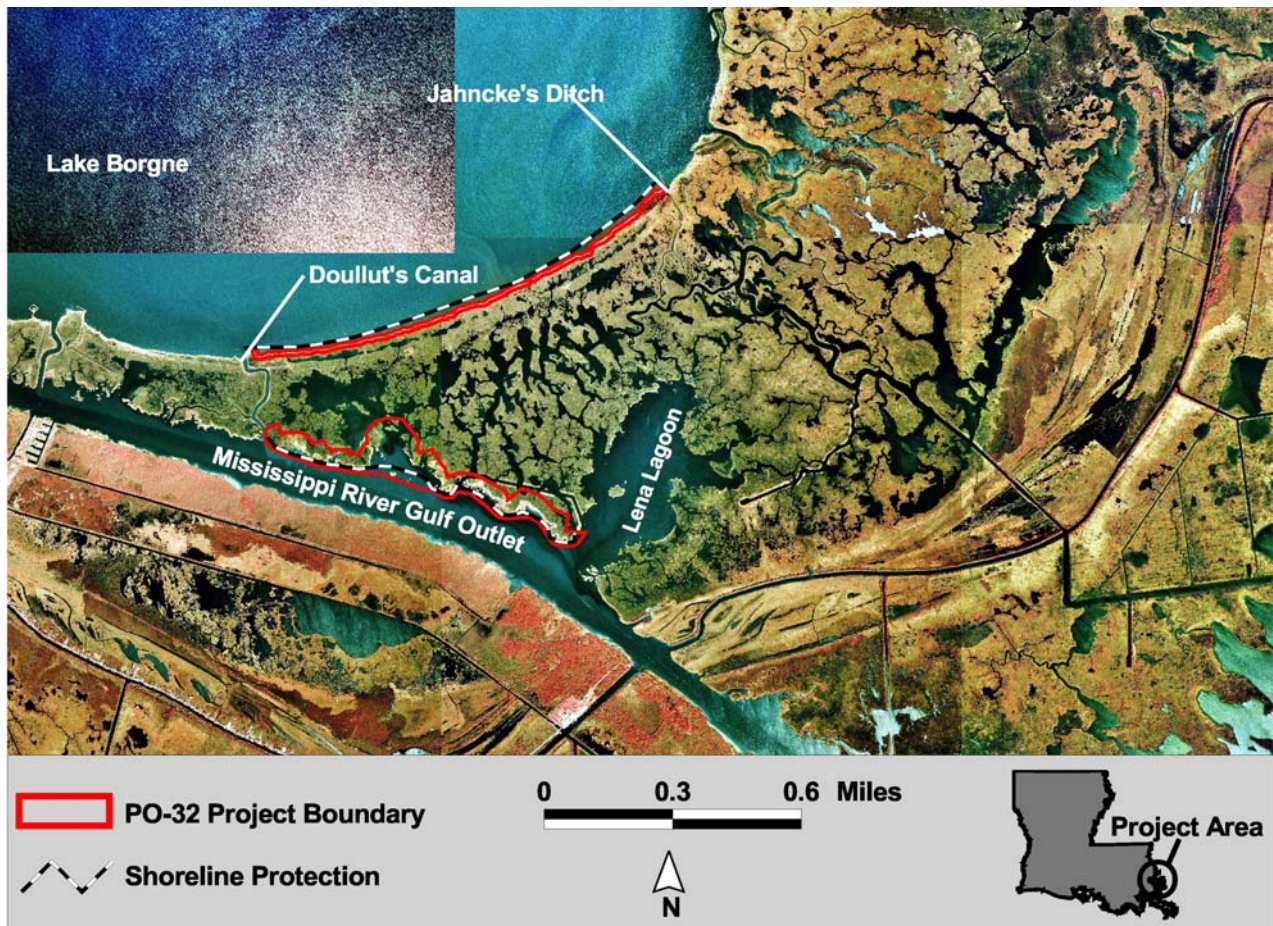 Jahncke's Ditch
Lake Borgne
Doullut's Canal
Lena Lagoon
Mississippi River Gulf Outlet
PO-32 Project Boundary
Shoreline Protection
0 0.3 0.6 Miles
N
Project Area